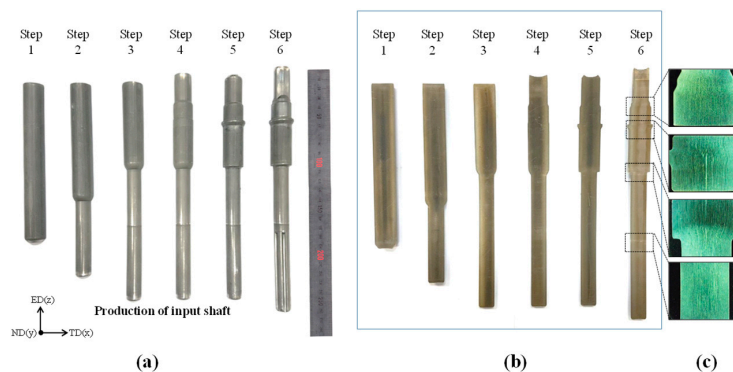 Step 1
Step 2
Step 3
Step 4
Step 5
Step 6
ED(z)
ND(y)
TD(x)
Production of input shaft
(a)
Step 1
Step 2
Step 3
Step 4
Step 5
Step 6
(b)
(c)